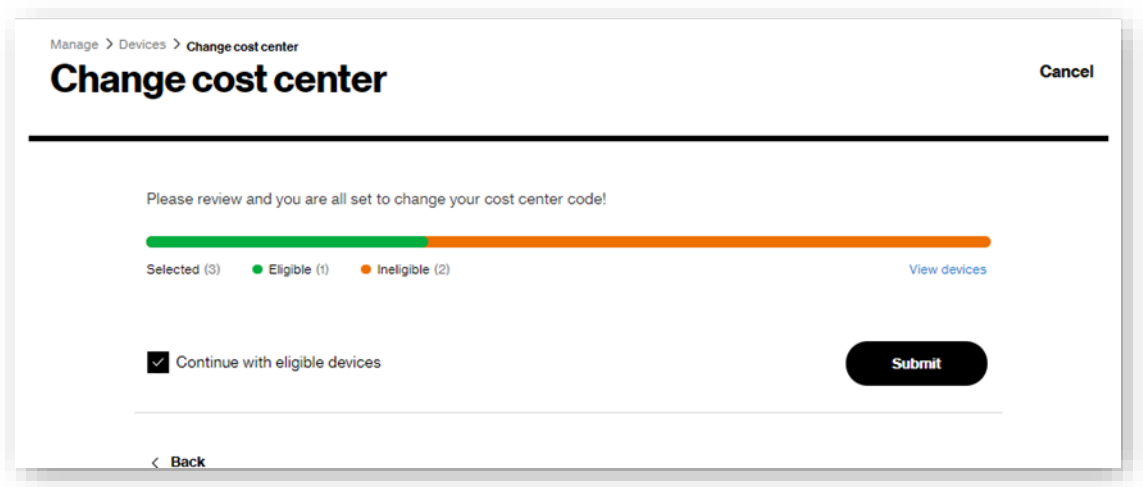 Manage > Devices > Change cost center
Change cost center
Cancel
Please review and you are all set to change your cost center code!
Selected (3) Eligible (1) Ineligible (2) View devices
Continue with eligible devices
Submit
< Back